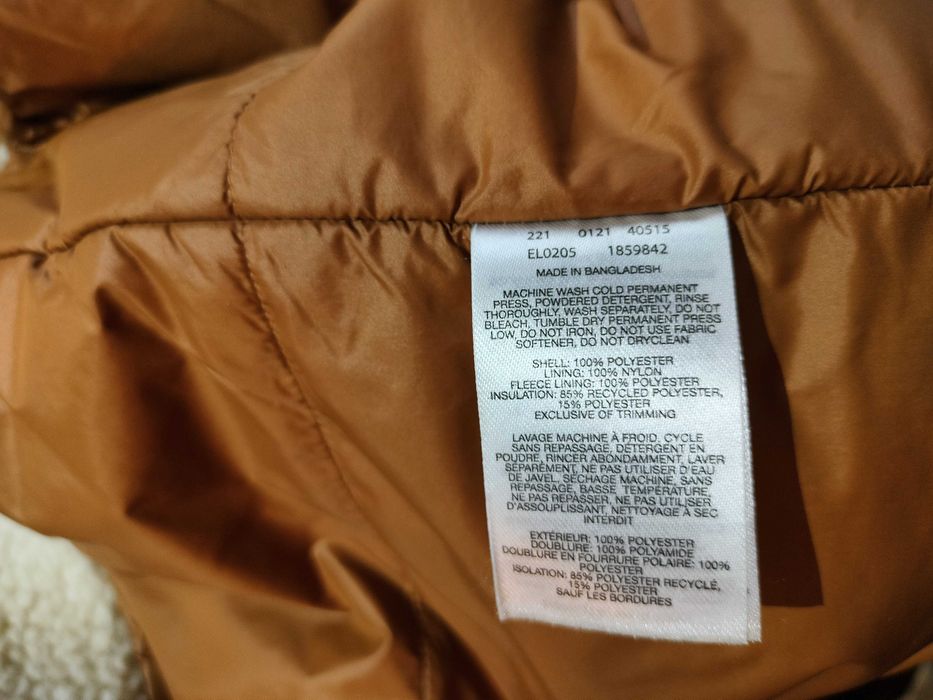 221 0121 40515
EL0205 1859842
MADE IN BANGLADESH
MACHINE WASH COLD PERMANENT
PRESS, POWDERED DETERGENT, RINSE
THOROUGHLY, WASH SEPARATELY, DO NOT
BLEACH, TUMBLE DRY PERMANENT PRESS
LOW, DO NOT IRON, DO NOT USE FABRIC
SOFTENER, DO NOT DRYCLEAN
SHELL: 100% POLYESTER
LINING: 100% NYLON
FLEECE LINING: 100% POLYESTER
INSULATION: 85% RECYCLED POLYESTER,
15% POLYESTER
EXCLUSIVE OF TRIMMING
LAVAGE MACHINE À FROID, CYCLE
SANS REPASSAGE, DÉTERGENT EN
POUDRE, RINCER ABONDAMMENT, LAVER
SÉPARÉMENT, NE PAS UTILISER D'EAU
DE JAVEL, SÉCHAGE MACHINE, SANS
REPASSAGE, BASSE TEMPÉRATURE,
NE PAS REPASSER, NE PAS UTILISER
D'ASSOUPLISSANT, NETTOYAGE À SEC
INTERDIT
EXTÉRIEUR: 100% POLYESTER
DOUBLURE: 100% POLYAMIDE
DOUBLURE EN FOURRURE POLAIRE: 100%
POLYESTER
ISOLATION: 85% POLYESTER RECYCLÉ,
15% POLYESTER
SAUF LES BORDURES